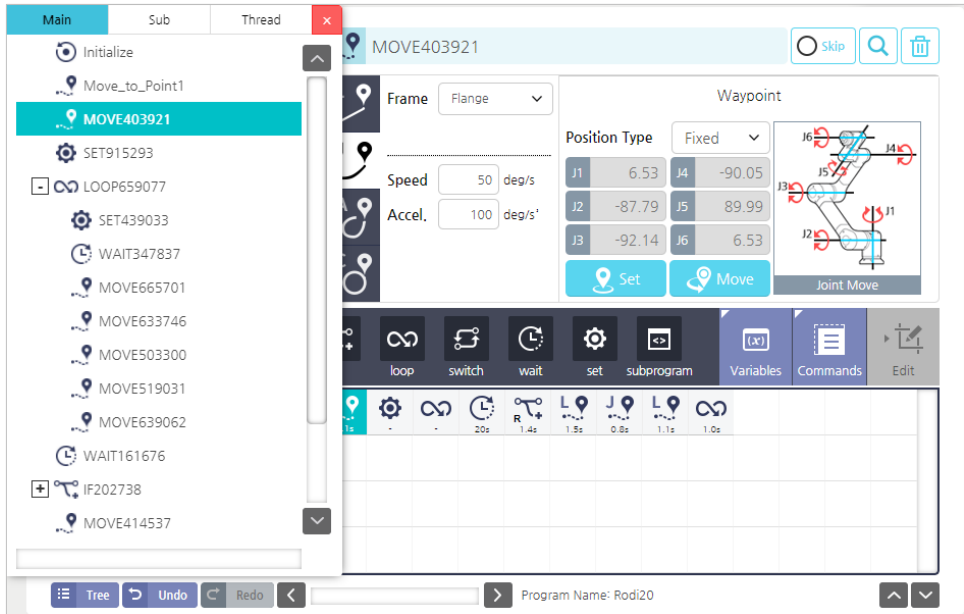 Main Sub Thread ×
Initialize
Move_to_Point1
MOVE403921
SET915293
LOOP659077
SET439033
WAIT347837
MOVE665701
MOVE633746
MOVE503300
MOVE519031
MOVE639062
WAIT161676
IF202738
MOVE414537
MOVE403921
Skip
Frame Flange
Speed 50 deg/s
Accel. 100 deg/s'
Waypoint
Position Type Fixed
J1 6.53 J4 -90.05
J2 -87.79 J5 89.99
J3 -92.14 J6 6.53
Set Move
J6
J4
J5
J3
J1
J2
Joint Move
loop switch wait set subprogram Variables Commands Edit
(x)
R L J L
1s - - 20s 1.4s 1.5s 0.8s 1.1s 1.0s
Tree Undo Redo Program Name: Rodi20